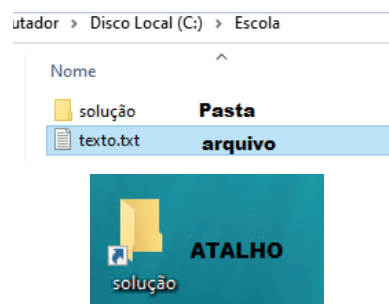 utador > Disco Local (C:) > Escola
Nome
solução Pasta
texto.txt arquivo
ATALHO
solução